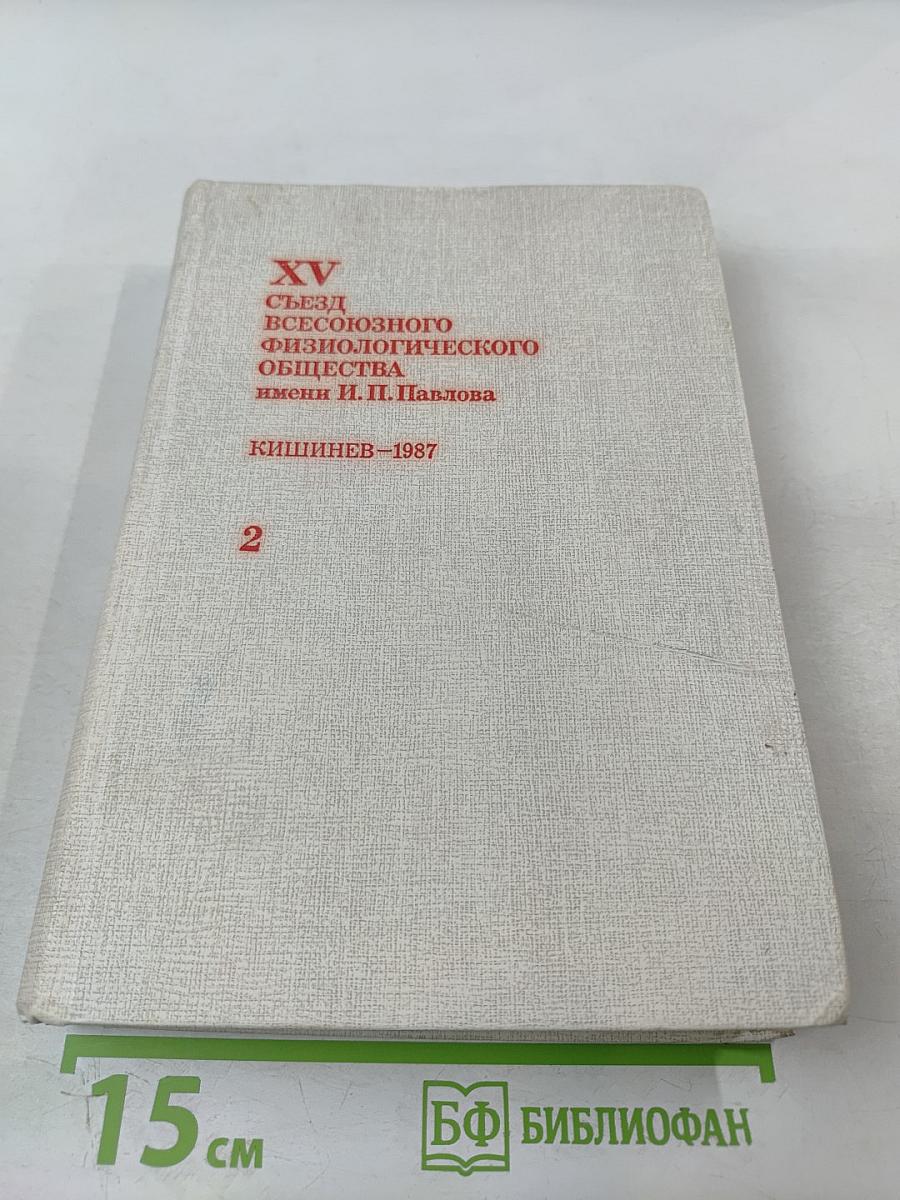 XV
СЪЕЗД
ВСЕСОЮЗНОГО
ФИЗИОЛОГИЧЕСКОГО
ОБЩЕСТВА
имени И. П. Павлова
КИШИНЕВ—1987
2
15 см
БФ БИБЛИОФАН